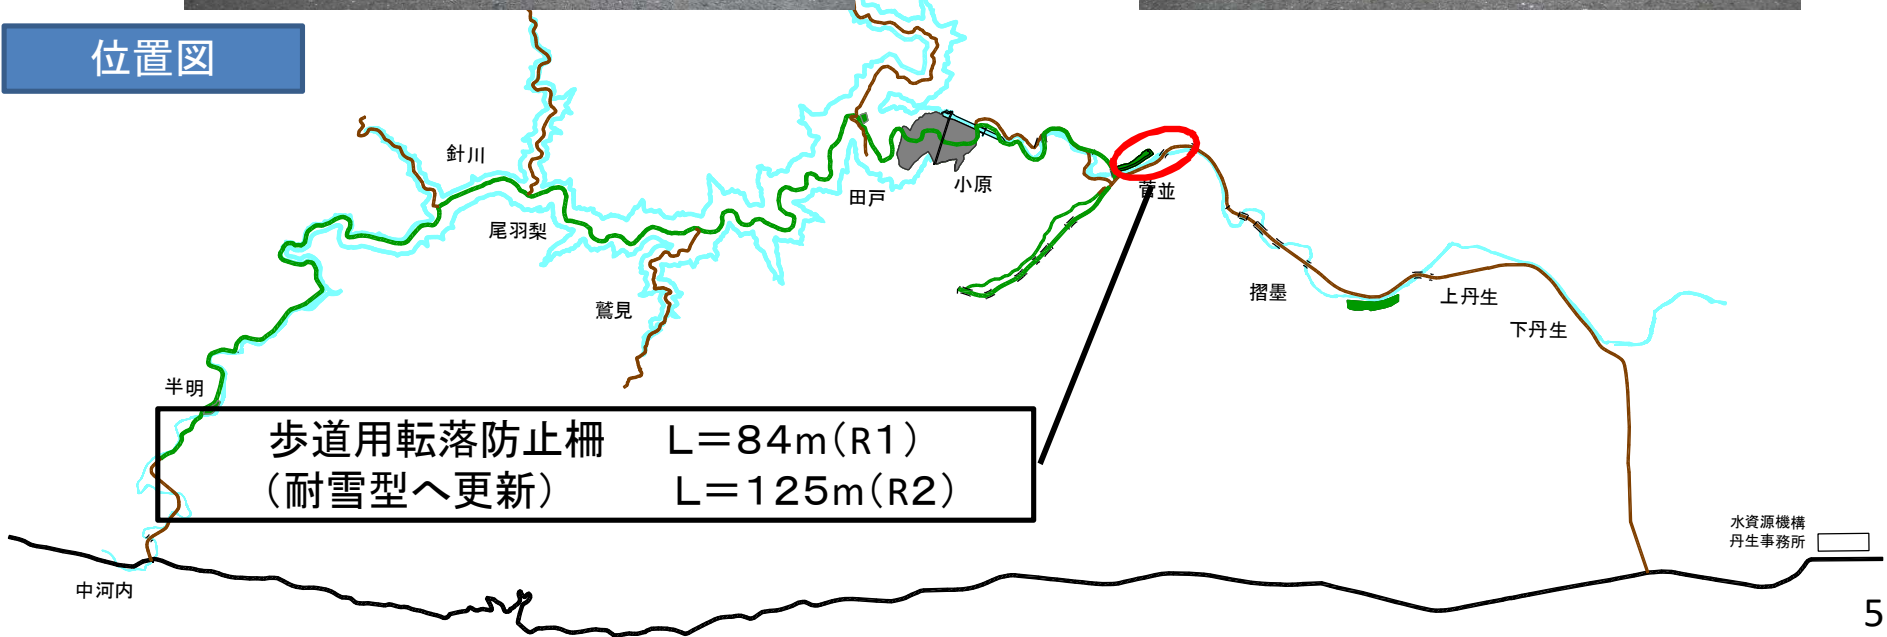 位置図
針川
尾羽梨
田戸
小原
菅並
鷲見
摺墨
上丹生
下丹生
半明
歩道用転落防止柵 L＝84m(R1)
(耐雪型へ更新) L＝125m(R2)
水資源機構
丹生事務所
中河内
5